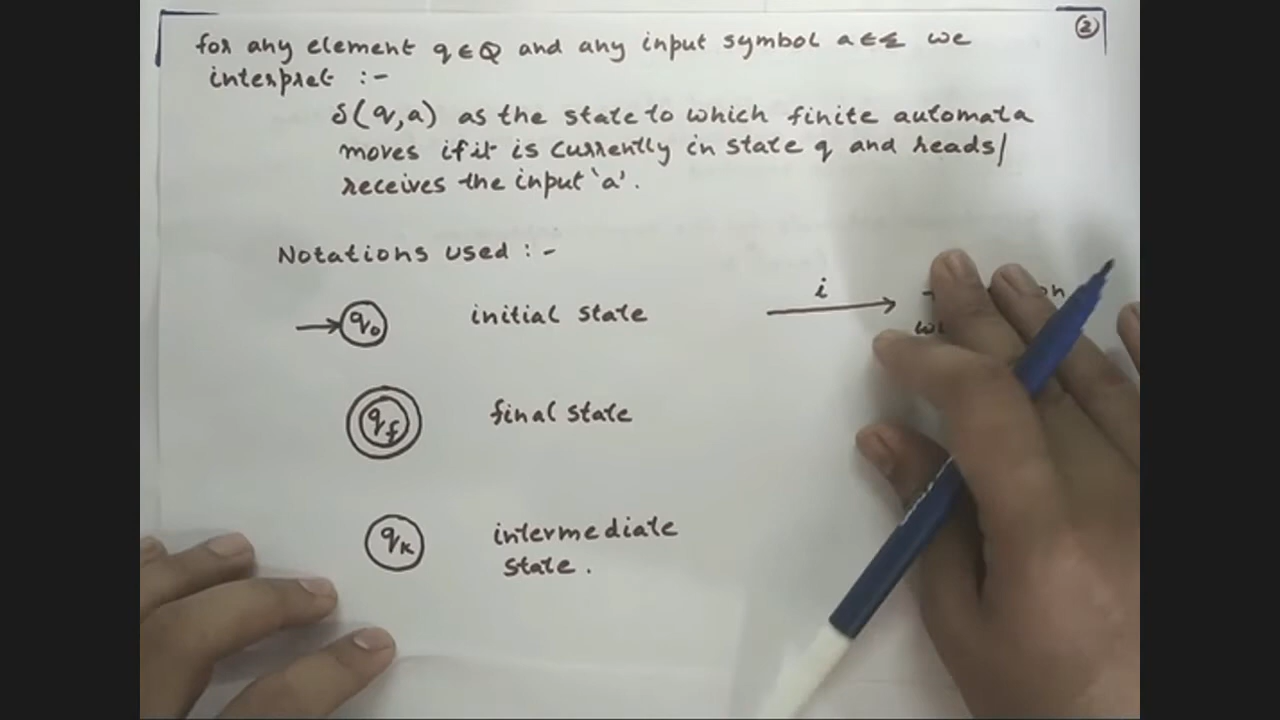 ②
for any element q ∈ Q and any input symbol a ∈ Σ we
interpret :-
δ(q,a) as the state to which finite automata
moves if it is currently in state q and reads/
receives the input 'a'.
Notations used :-
q₀ initial state
i
qf final state
qk intermediate
state.